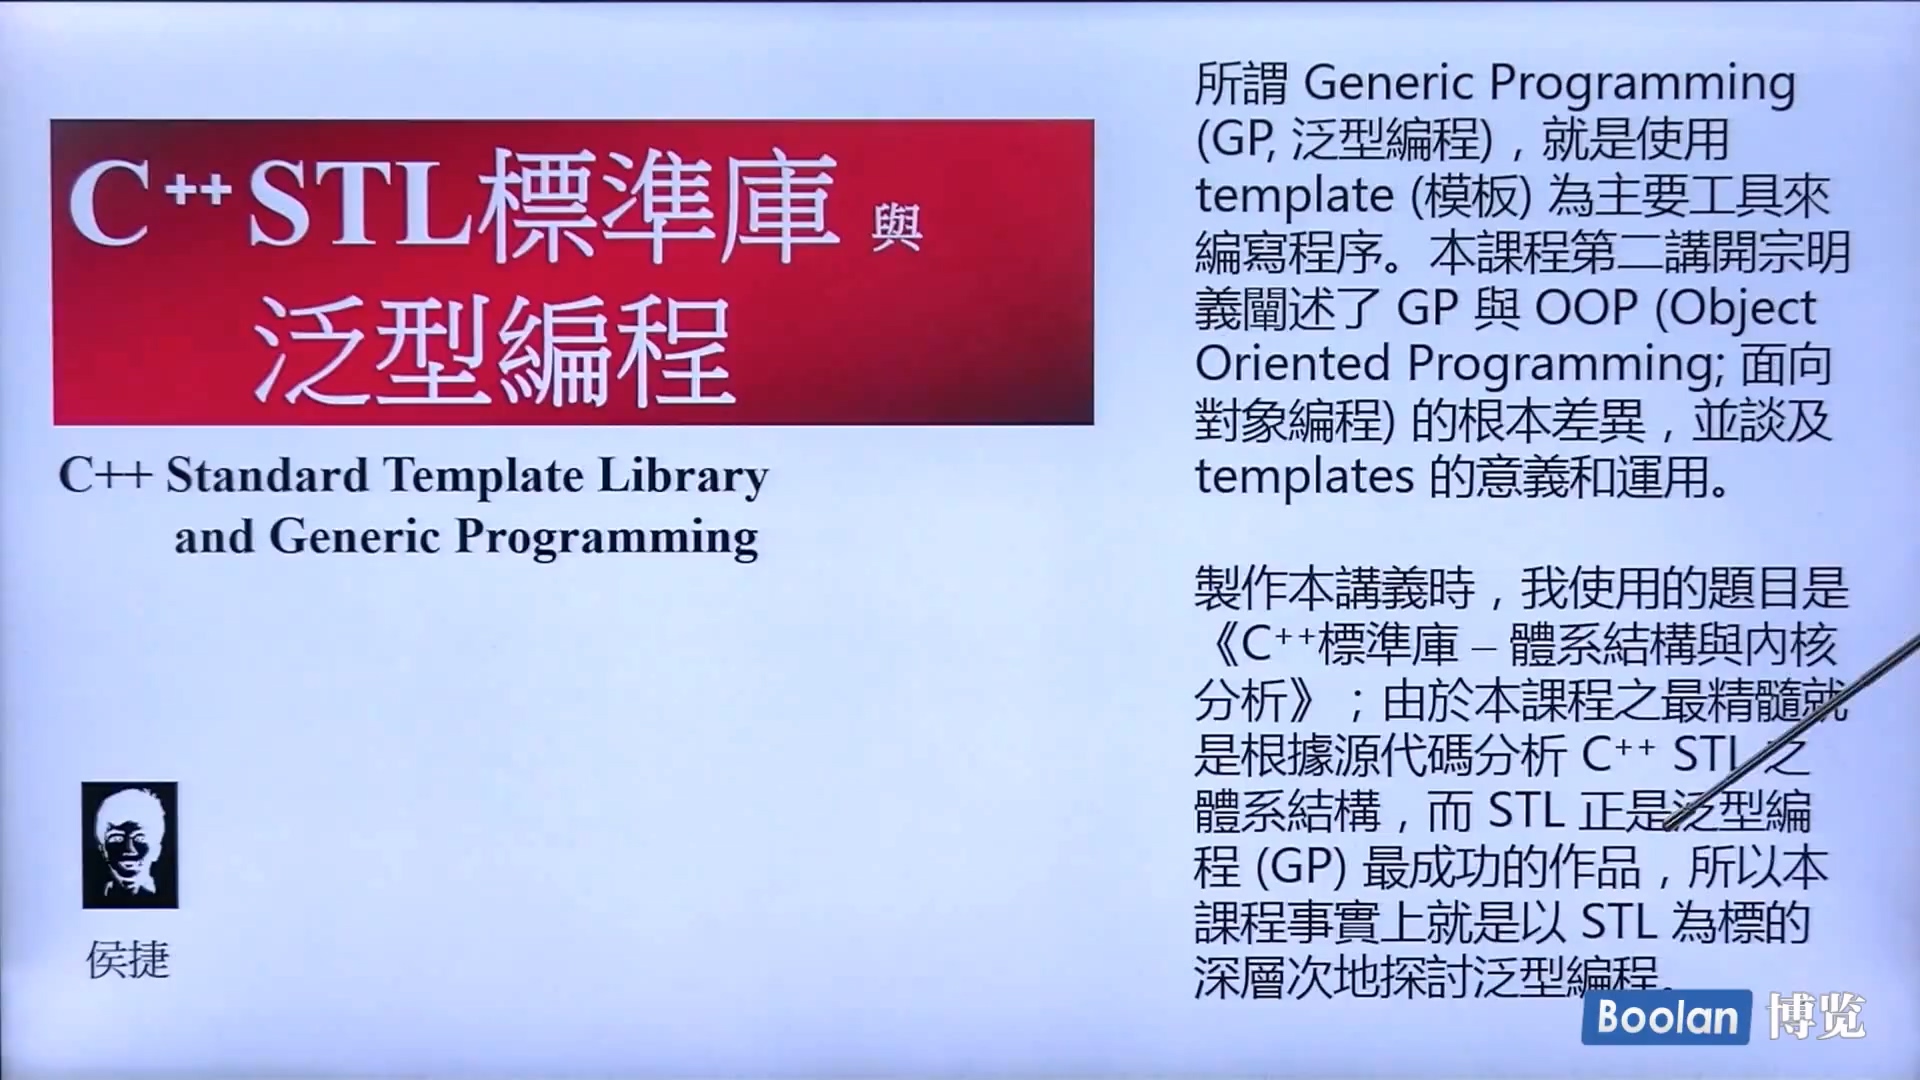 C++ STL標準庫 與
泛型編程
C++ Standard Template Library
and Generic Programming
侯捷
所謂 Generic Programming
(GP, 泛型編程)，就是使用
template (模板) 為主要工具來
編寫程序。本課程第二講開宗明
義闡述了 GP 與 OOP (Object
Oriented Programming; 面向
對象編程) 的根本差異，並談及
templates 的意義和運用。
製作本講義時，我使用的題目是
《C++標準庫 – 體系結構與內核
分析》；由於本課程之最精髓就
是根據源代碼分析 C++ STL 之
體系結構，而 STL 正是泛型編
程 (GP) 最成功的作品，所以本
課程事實上就是以 STL 為標的
深層次地探討泛型編程。
Boolan 博览